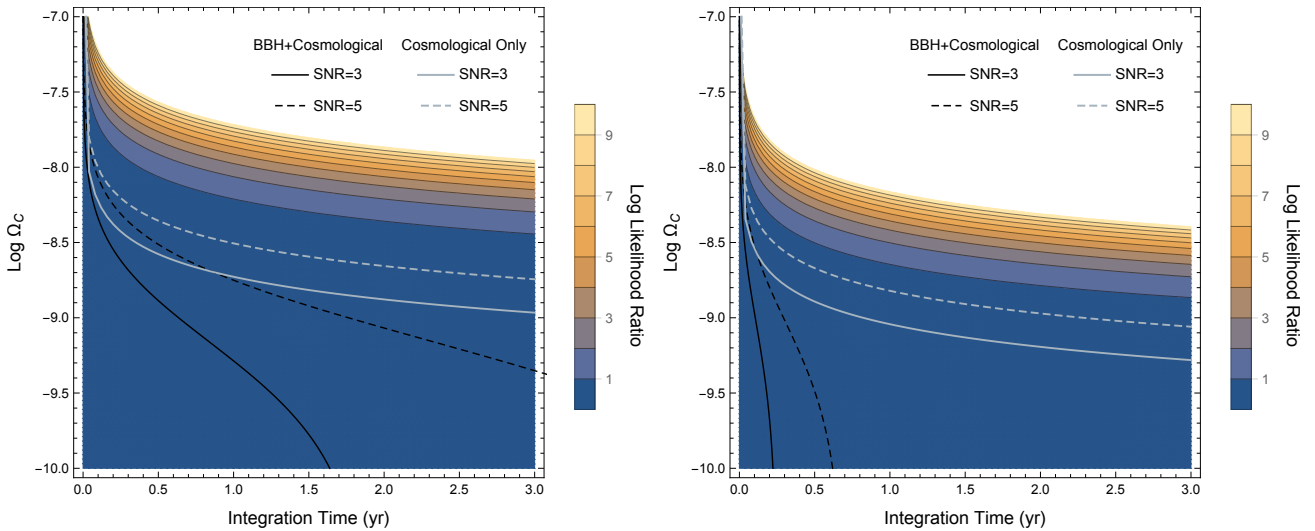 BBH+Cosmological Cosmological Only
SNR=3 SNR=3
SNR=5 SNR=5
−7.0
−7.5
−8.0
−8.5
−9.0
−9.5
−10.0
Log Ω_C
0.0 0.5 1.0 1.5 2.0 2.5 3.0
Integration Time (yr)
9
7
5
3
1
Log Likelihood Ratio
BBH+Cosmological Cosmological Only
SNR=3 SNR=3
SNR=5 SNR=5
−7.0
−7.5
−8.0
−8.5
−9.0
−9.5
−10.0
Log Ω_C
0.0 0.5 1.0 1.5 2.0 2.5 3.0
Integration Time (yr)
9
7
5
3
1
Log Likelihood Ratio